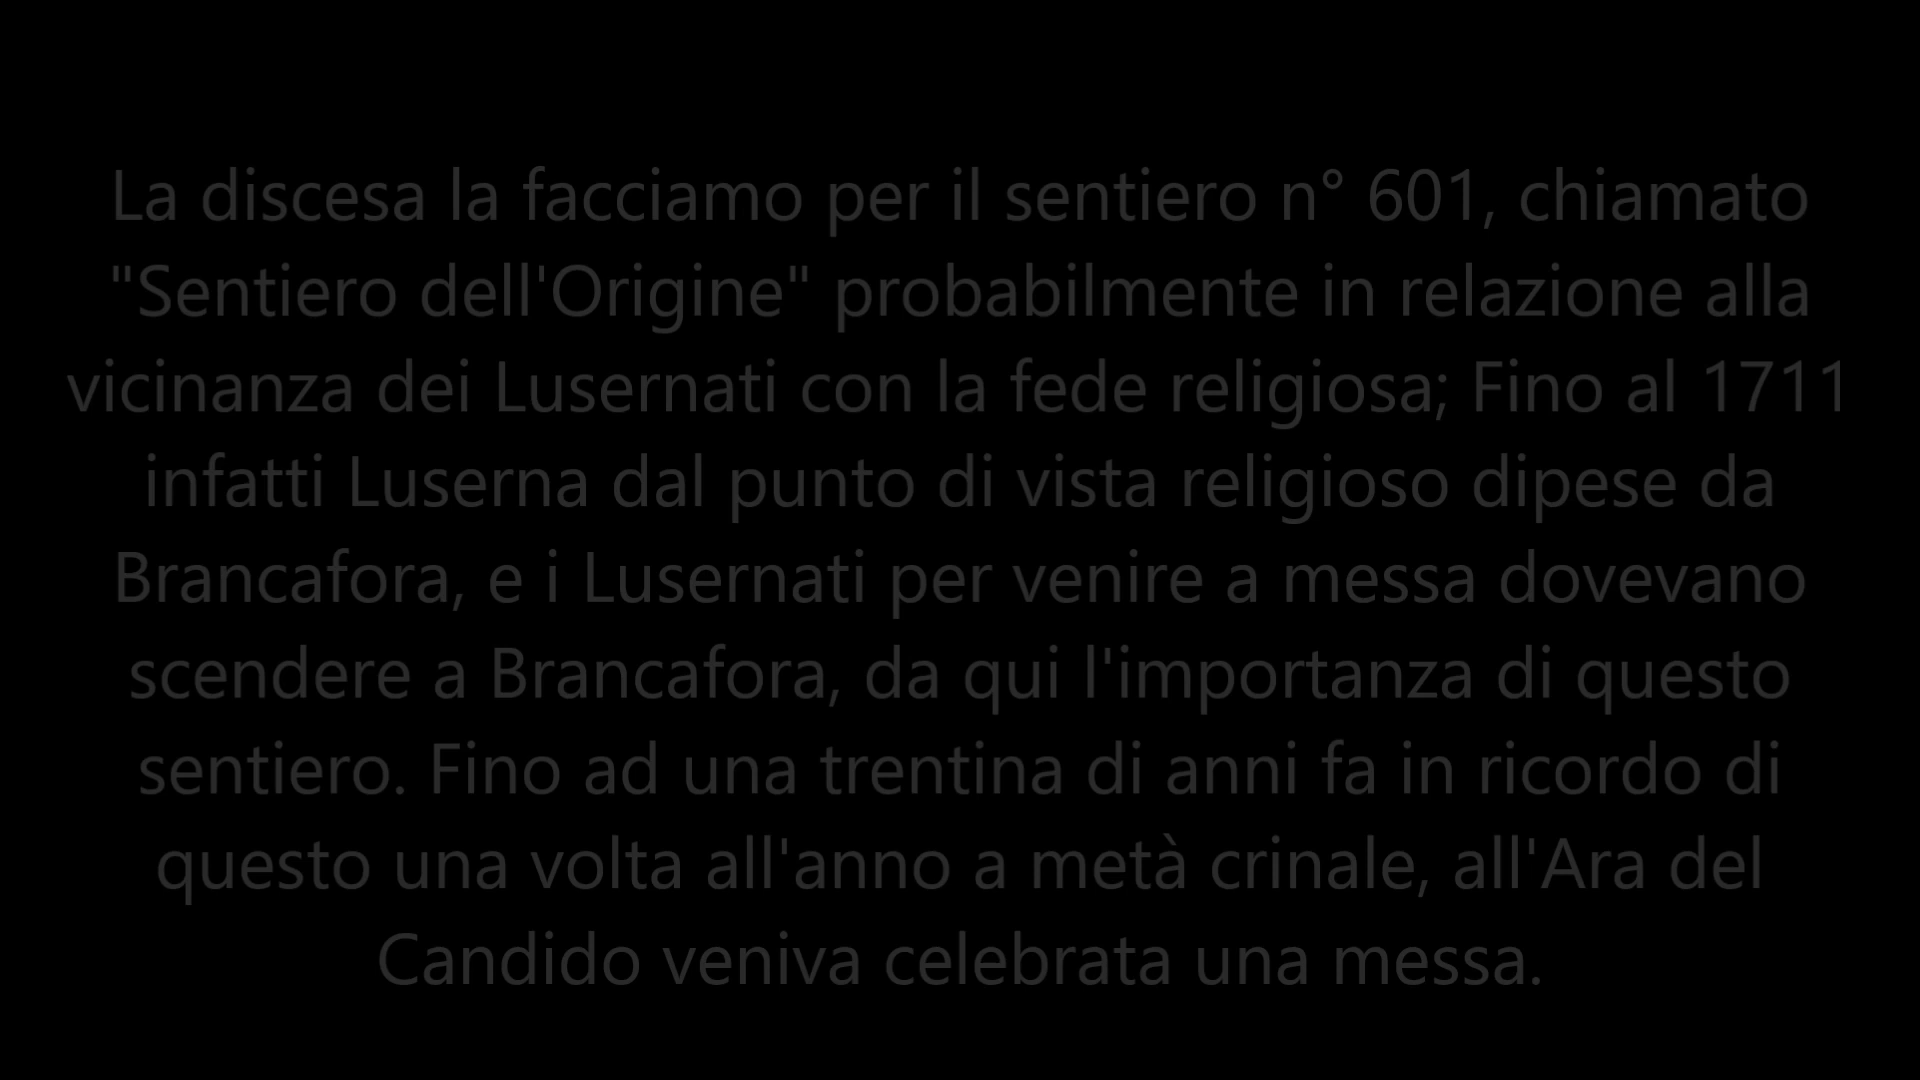 La discesa la facciamo per il sentiero n° 601, chiamato
"Sentiero dell'Origine" probabilmente in relazione alla
vicinanza dei Lusernati con la fede religiosa; Fino al 1711
infatti Luserna dal punto di vista religioso dipese da
Brancafora, e i Lusernati per venire a messa dovevano
scendere a Brancafora, da qui l'importanza di questo
sentiero. Fino ad una trentina di anni fa in ricordo di
questo una volta all'anno a metà crinale, all'Ara del
Candido veniva celebrata una messa.